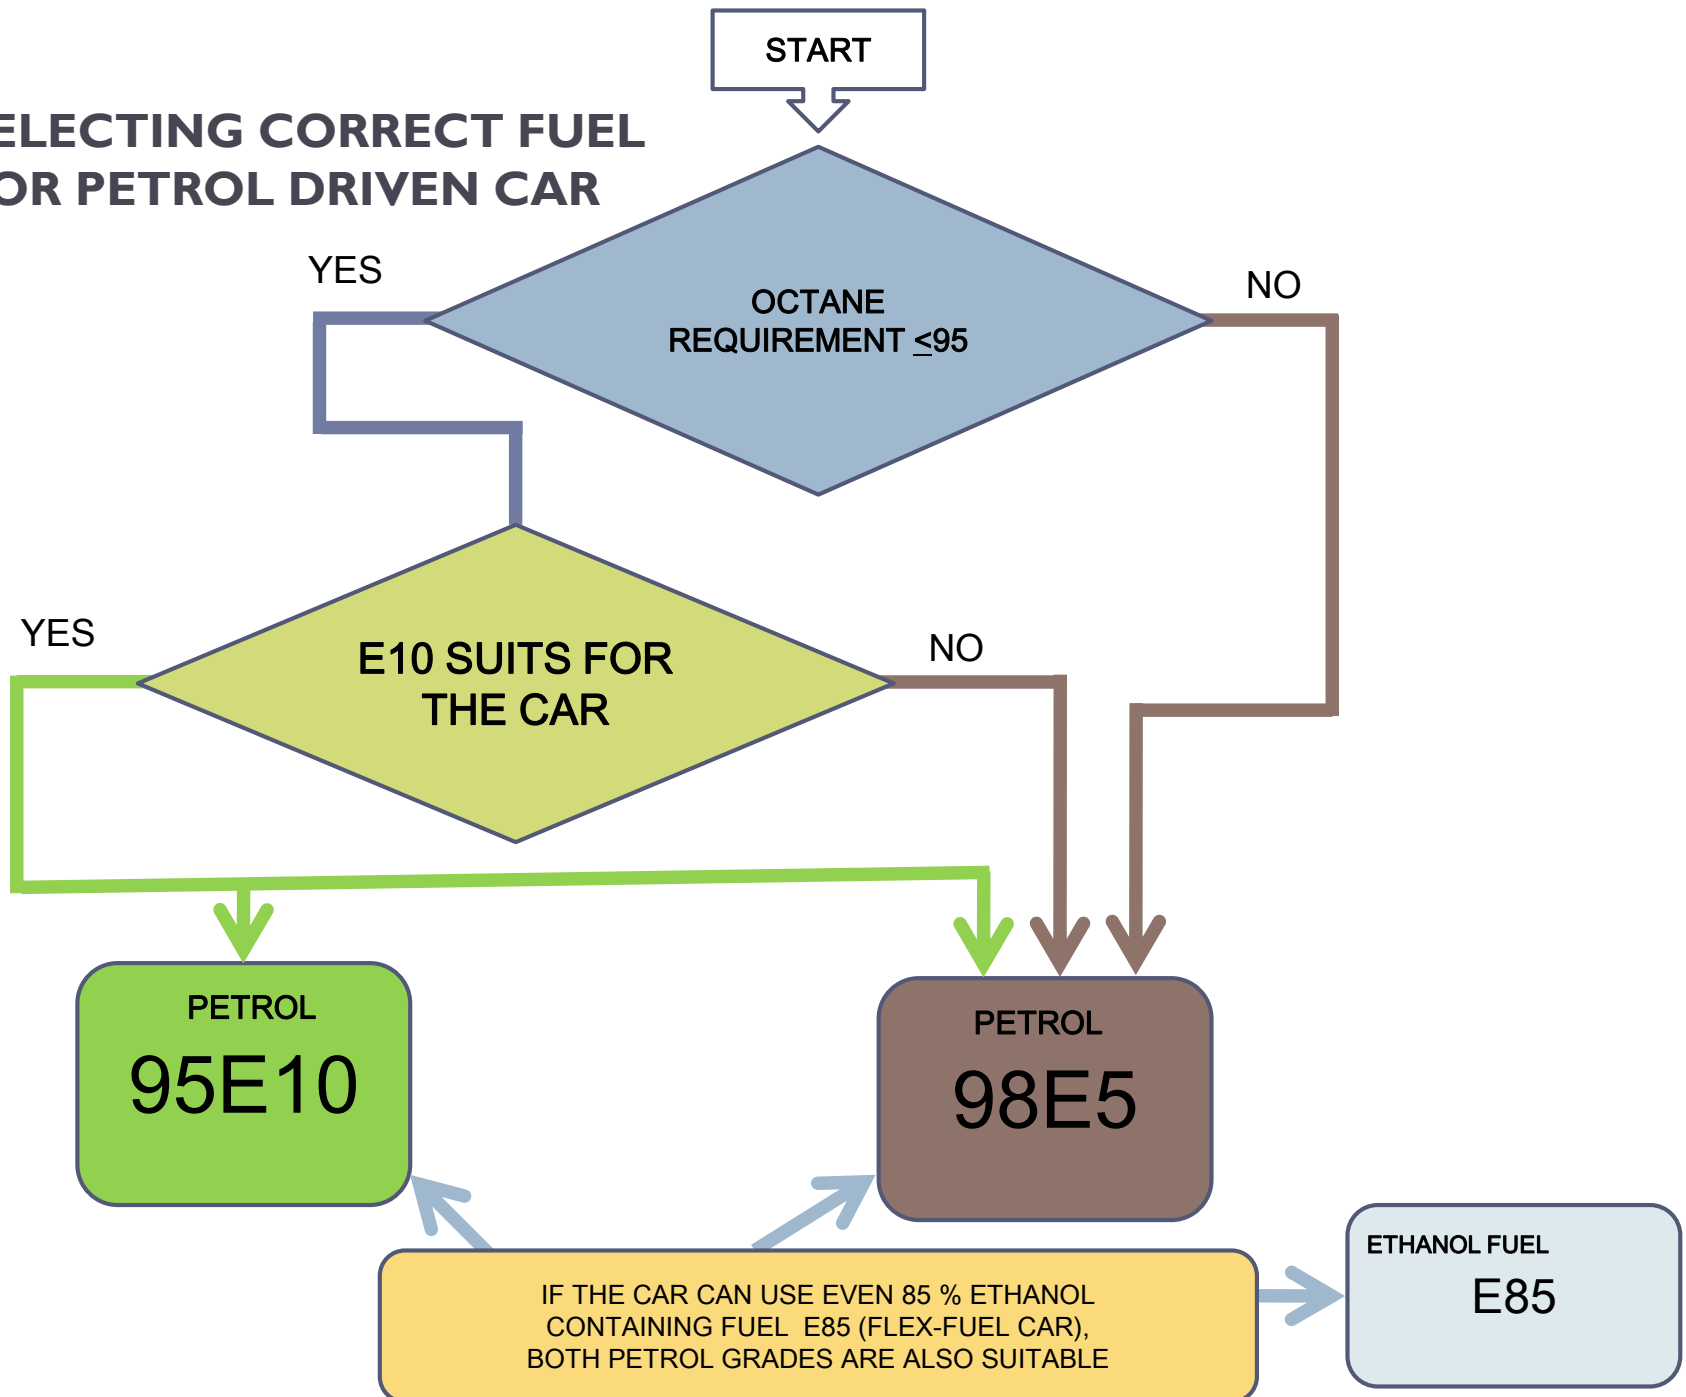 START
ELECTING CORRECT FUEL
OR PETROL DRIVEN CAR
YES
NO
OCTANE
REQUIREMENT ≤95
YES
NO
E10 SUITS FOR
THE CAR
PETROL
95E10
PETROL
98E5
ETHANOL FUEL
E85
IF THE CAR CAN USE EVEN 85 % ETHANOL
CONTAINING FUEL E85 (FLEX-FUEL CAR),
BOTH PETROL GRADES ARE ALSO SUITABLE